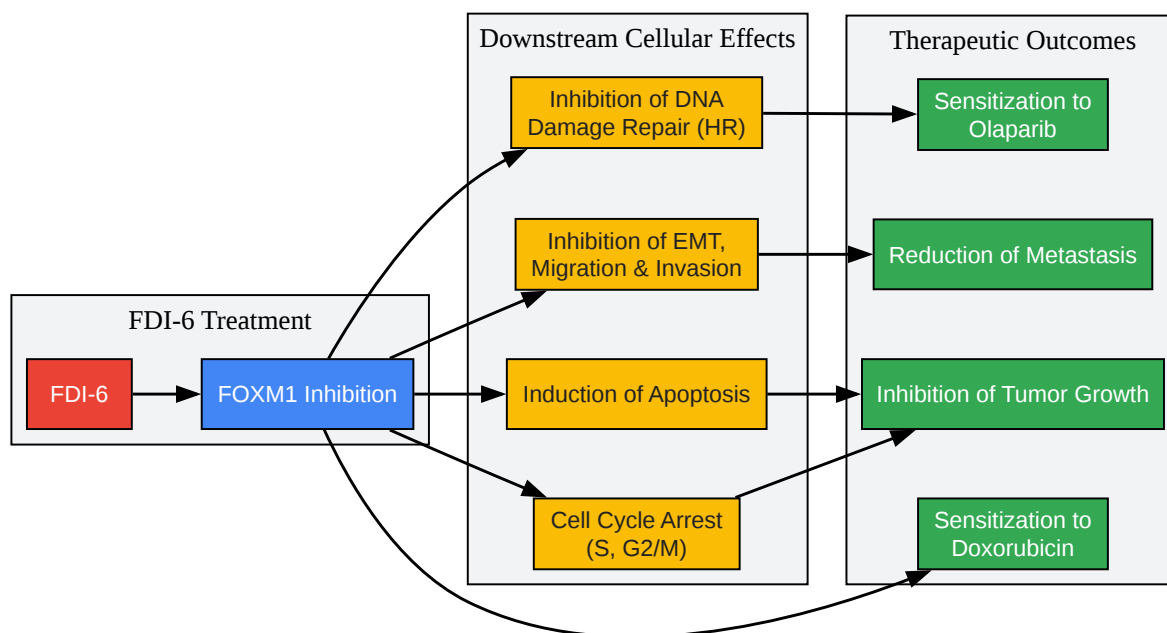 Downstream Cellular Effects
Therapeutic Outcomes
Inhibition of DNA
Damage Repair (HR)
Sensitization to
Olaparib
Inhibition of EMT,
Migration & Invasion
Reduction of Metastasis
FDI-6 Treatment
FDI-6
FOXM1 Inhibition
Induction of Apoptosis
Inhibition of Tumor Growth
Cell Cycle Arrest
(S, G2/M)
Sensitization to
Doxorubicin